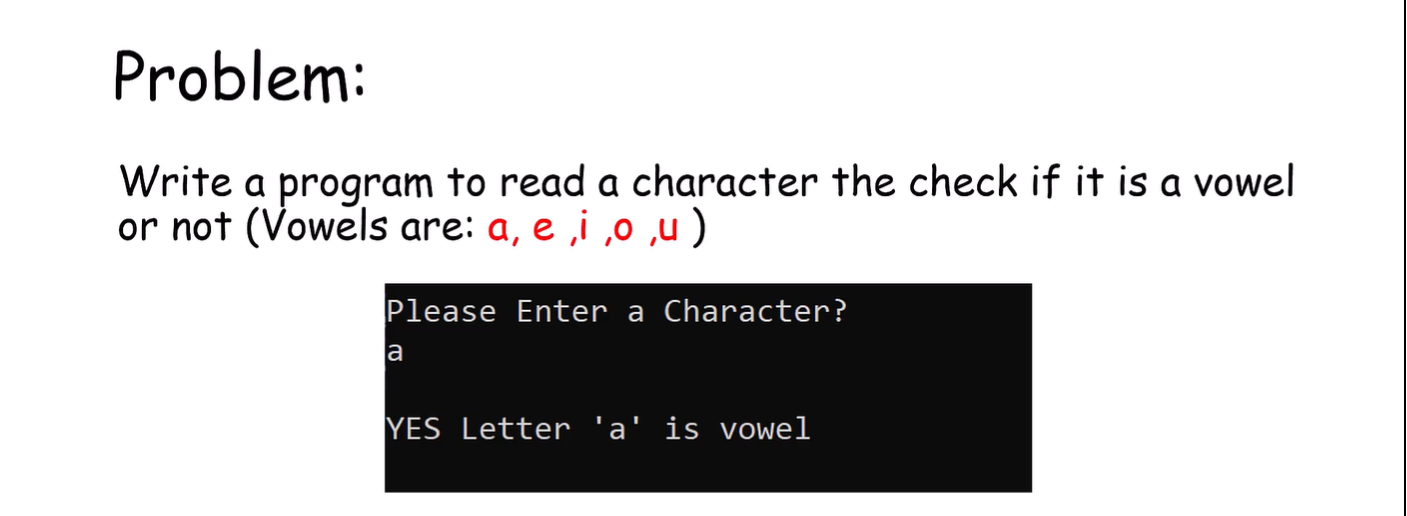 Problem:
Write a program to read a character the check if it is a vowel
or not (Vowels are: a, e ,i ,o ,u )
Please Enter a Character?
a
YES Letter 'a' is vowel